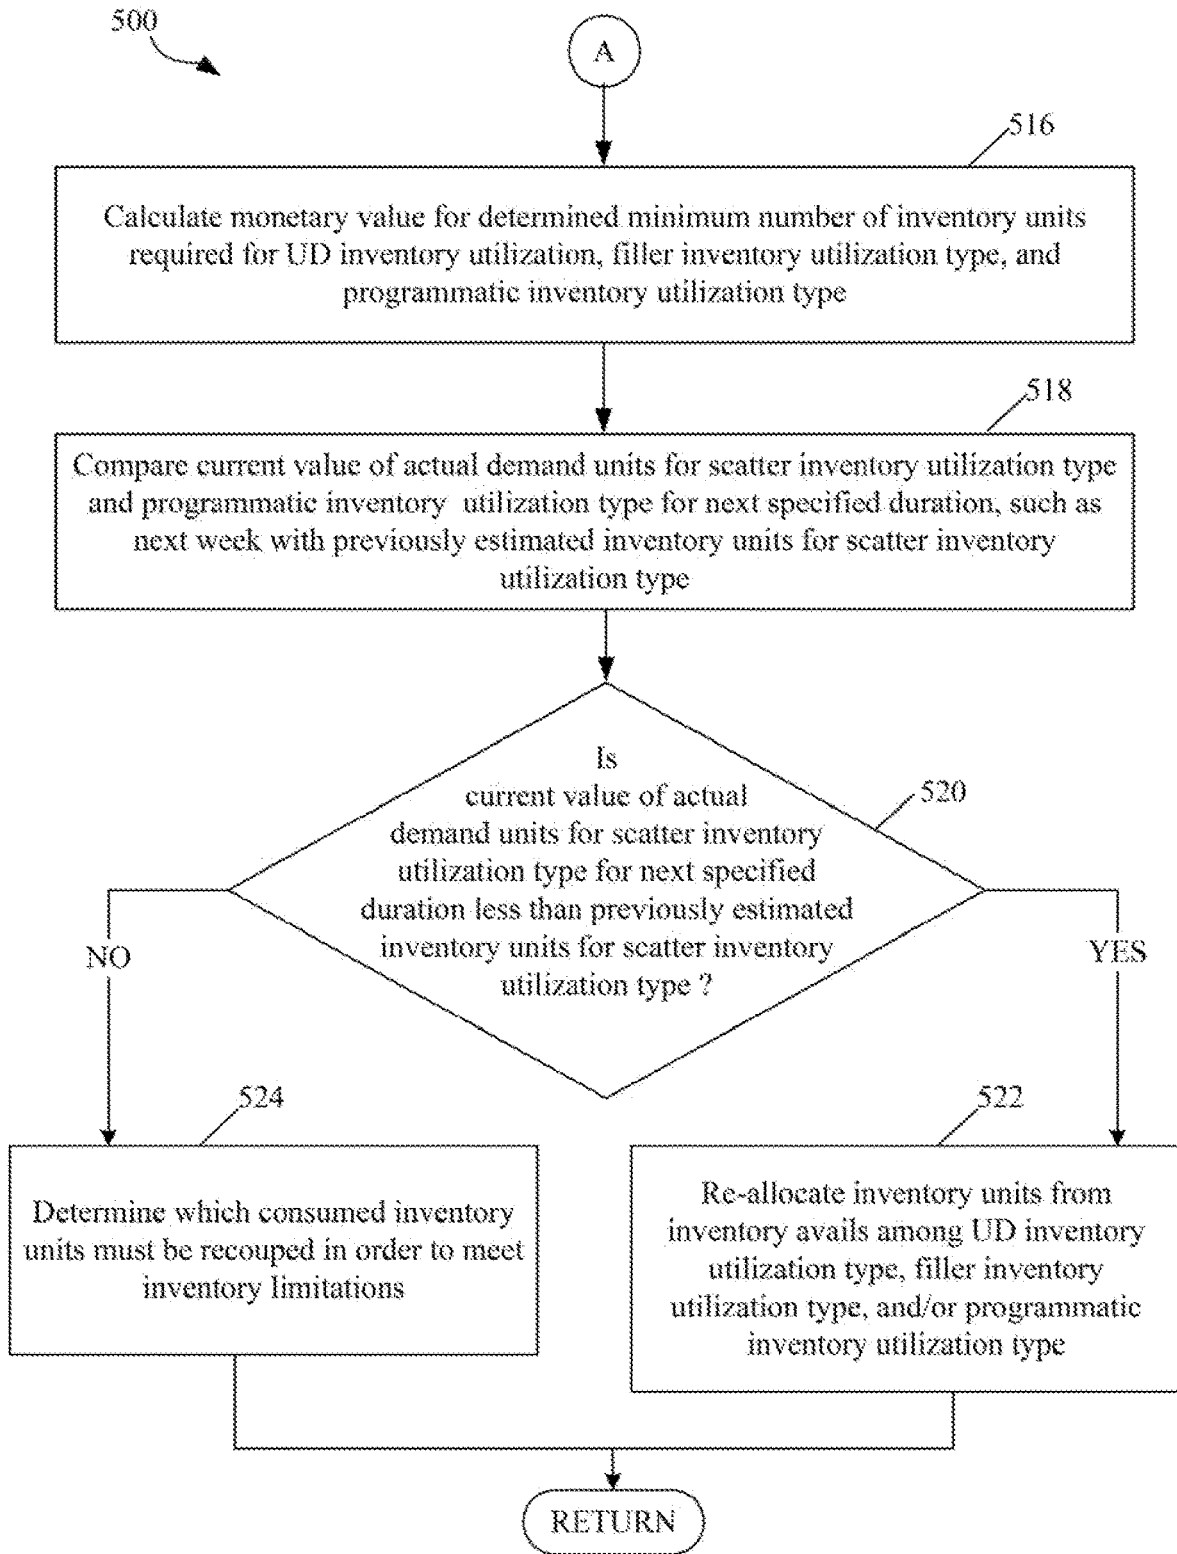 500
A
516
Calculate monetary value for determined minimum number of inventory units
required for UD inventory utilization, filler inventory utilization type, and
programmatic inventory utilization type
518
Compare current value of actual demand units for scatter inventory utilization type
and programmatic inventory utilization type for next specified duration, such as
next week with previously estimated inventory units for scatter inventory
utilization type
Is
current value of actual
demand units for scatter inventory
utilization type for next specified
duration less than previously estimated
inventory units for scatter inventory
utilization type ?
520
NO
YES
524
Determine which consumed inventory
units must be recouped in order to meet
inventory limitations
522
Re-allocate inventory units from
inventory avails among UD inventory
utilization type, filler inventory
utilization type, and/or programmatic
inventory utilization type
RETURN